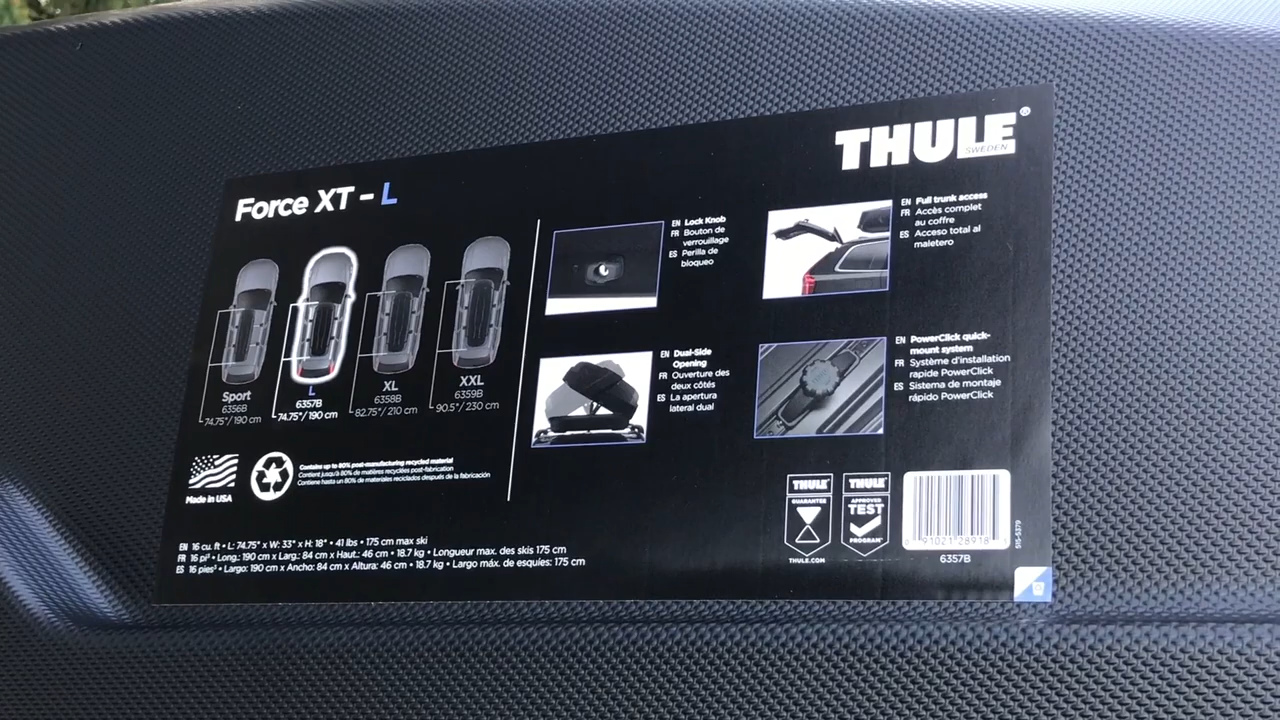 THULE®
SWEDEN
Force XT – L
Sport
6356B
74.75"/190 cm
L
6357B
74.75"/190 cm
XL
6358B
82.75"/210 cm
XXL
6359B
90.5"/230 cm
EN Lock Knob
FR Bouton de
verrouillage
ES Perilla de
bloqueo
EN Full trunk access
FR Accès complet
au coffre
ES Acceso total al
maletero
EN Dual-Side
Opening
FR Ouverture des
deux côtés
ES La apertura
lateral dual
EN PowerClick quick-
mount system
FR Système d'installation
rapide PowerClick
ES Sistema de montaje
rápido PowerClick
Made in USA
Contains up to 80% post-manufacturing recycled material
Contient jusqu'à 80% de matières recyclées post-fabrication
Contiene hasta un 80% de materiales reciclados después de la fabricación
EN 16 cu. ft • L: 74.75" x W: 33" x H: 18" • 41 lbs • 175 cm max ski
FR 16 pi³ • Long.: 190 cm x Larg.: 84 cm x Haut.: 46 cm • 18.7 kg • Longueur max. des skis 175 cm
ES 16 pies³ • Largo: 190 cm x Ancho: 84 cm x Altura: 46 cm • 18.7 kg • Largo máx. de esquíes: 175 cm
THULE
GUARANTEE
THULE.COM
THULE
APPROVED
TEST
PROGRAM
0 91021 28918 3
6357B
515-5379